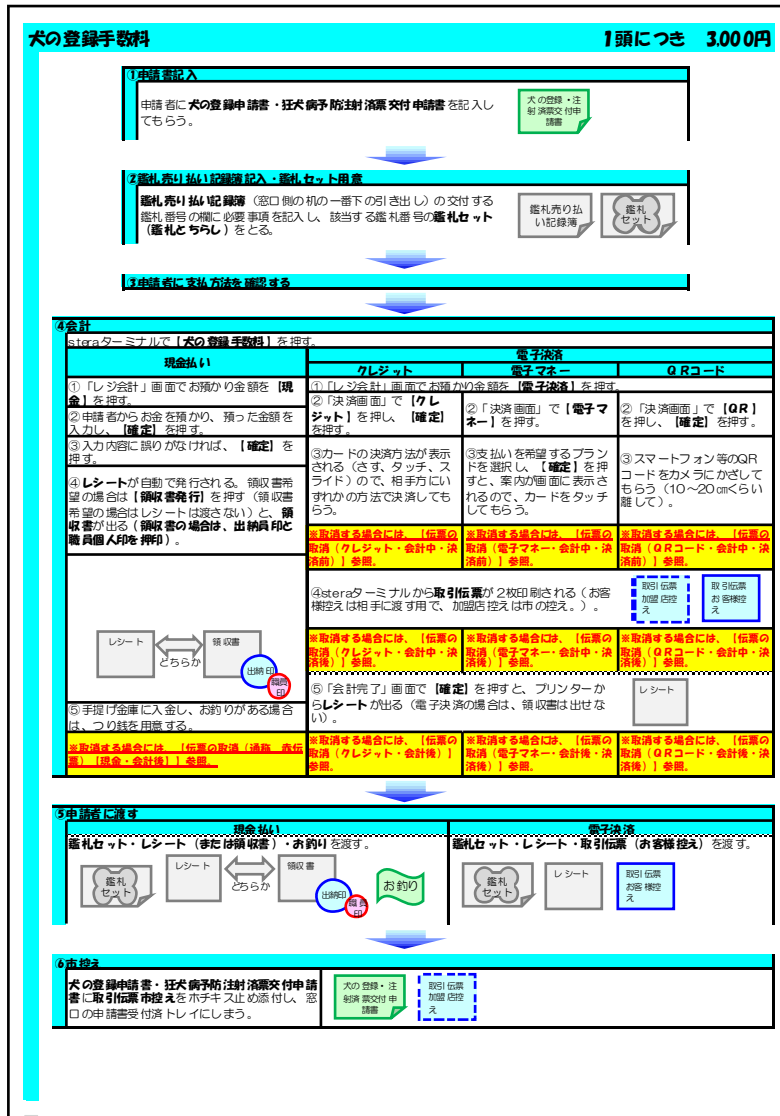 犬の登録手数料 1頭につき 3,000円
①申請書記入
申請者に犬の登録申請書・狂犬病予防注射済票交付申請書を記入し
てもらう。
犬の登録・注
射済票交付申
請書
②鑑札売り払い記録簿記入・鑑札セット用意
鑑札売り払い記録簿（窓口側の机の一番下の引き出し）の交付する
鑑札番号の欄に必要事項を記入し、該当する鑑札番号の鑑札セット
（鑑札とちらし）をとる。
鑑札売り払
い記録簿
鑑札
セット
③申請者に支払方法を確認する
④会計
steraターミナルで【犬の登録手数料】を押す。
現金払い
①「レジ会計」画面でお預かり金額を【現
金】を押す。
②申請者からお金を預かり、預った金額を
入力し、【確定】を押す。
③入力内容に誤りがなければ、【確定】を
押す。
④レシートが自動で発行される。領収書希
望の場合は【領収書発行】を押す（領収書
希望の場合はレシートは渡さない）と、領
収書が出る（領収書の場合は、出納員印と
職員個人印を押印）。
レシート
どちらか
領収書
出納印
職員
印
⑤手提げ金庫に入金し、お釣りがある場合
は、つり銭を用意する。
※取消する場合には、【伝票の取消（通称　赤伝
票）【現金・会計後】】参照。
電子決済
クレジット
電子マネー
QRコード
①「レジ会計」画面でお預かり金額を【電子決済】を押す。
②「決済画面」で【クレ
ジット】を押し、【確定】
を押す。
②「決済画面」で【電子マ
ネー】を押す。
②「決済画面」で【QR】
を押し、【確定】を押す。
③カードの決済方法が表示
される（さす、タッチ、ス
ライド）ので、相手方にい
ずれかの方法で決済しても
らう。
③支払いを希望するブラン
ドを選択し、【確定】を押
すと、案内が画面に表示さ
れるので、カードをタッチ
してもらう。
③スマートフォン等のQR
コードをカメラにかざして
もらう（10～20㎝くらい
離して）。
※取消する場合には、【伝票の
取消（クレジット・会計中・決
済前）】参照。
※取消する場合には、【伝票の
取消（電子マネー・会計中・決
済前）】参照。
※取消する場合には、【伝票の
取消（QRコード・会計中・決
済前）】参照。
④steraターミナルから取引伝票が2枚印刷される（お客
様控えは相手に渡す用で、加盟店控えは市の控え。）。
取引伝票
加盟店控
え
取引伝票
お客様控
え
※取消する場合には、【伝票の
取消（クレジット・会計中・決
済後）】参照。
※取消する場合には、【伝票の
取消（電子マネー・会計中・決
済後）】参照。
※取消する場合には、【伝票の
取消（QRコード・会計中・決
済後）】参照。
⑤「会計完了」画面で【確定】を押すと、プリンターか
らレシートが出る（電子決済の場合は、領収書は出せな
い）。
レシート
※取消する場合には、【伝票の
取消（クレジット・会計後）】
参照。
※取消する場合には、【伝票の
取消（電子マネー・会計後・決
済後）】参照。
※取消する場合には、【伝票の
取消（QRコード・会計後・決
済後）】参照。
⑤申請者に渡す
現金払い
鑑札セット・レシート（または領収書）・お釣りを渡す。
鑑札
セット
レシート
どちらか
領収書
出納印
職員
印
お釣り
電子決済
鑑札セット・レシート・取引伝票（お客様控え）を渡す。
鑑札
セット
レシート
取引伝票
お客様控
え
⑥市控え
犬の登録申請書・狂犬病予防注射済票交付申請
書に取引伝票市控えをホチキス止め添付し、窓
口の申請書受付済トレイにしまう。
犬の登録・注
射済票交付申
請書
取引伝票
加盟店控
え